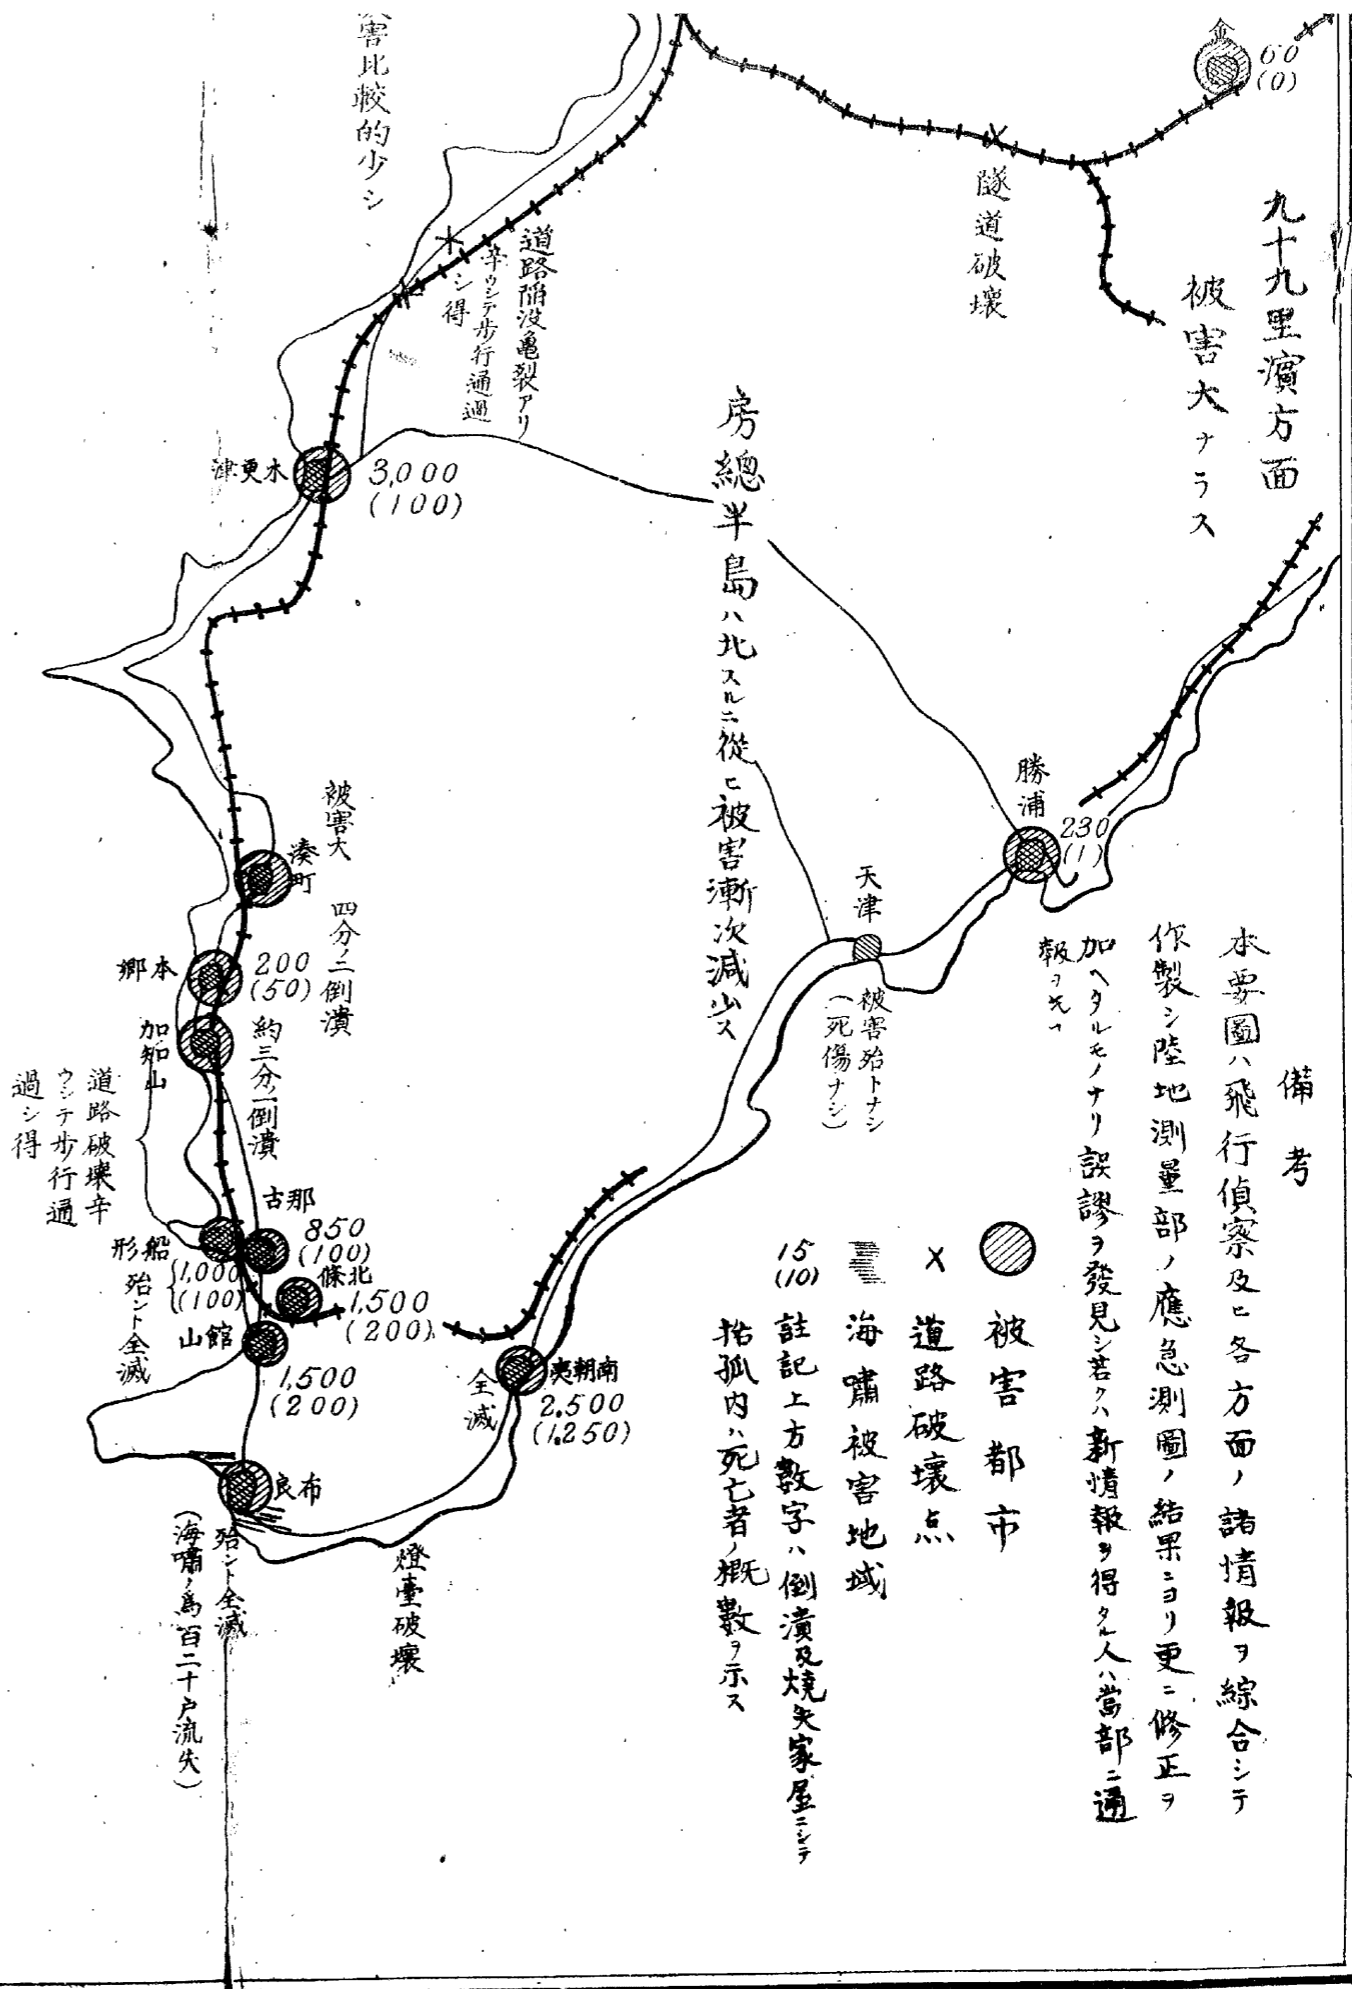 金
60
(0)
九十九里濱方面
被害大ナラス
隧道破壞
害比較的少シ
道路陥没亀裂アリ
辛ウシテ歩行通過
シ得
津更木
3,000
(100)
房總半島ハ北スルニ從ヒ被害漸次減少ス
勝浦
230
(1)
天津
被害殆トナシ
(死傷ナシ)
被害大
湊町
四分ノ二倒潰
郷本
200
(50)
加知山
約三分ノ一倒潰
道路破壞辛
ウシテ歩行通
過シ得
古那
850
(100)
形船
1,000
(100)
殆ント全滅
條北
1,500
(200)
山館
1,500
(200)
夷朝南
2,500
(1,250)
全滅
良布
殆ント全滅
(海嘯ノ為百二十戸流失)
燈臺破壞
備考
本要圖ハ飛行偵察及ヒ各方面ノ諸情報ヲ綜合シテ
作製シ陸地測量部ノ應急測圖ノ結果ニヨリ更ニ修正ヲ
加ヘタルモノナリ誤謬ヲ發見シ若クハ新情報ヲ得タル人ハ當部ニ通
報ヲ乞フ
被害都市
x 道路破壞点
海嘯被害地域
15
(10)
註記上方數字ハ倒潰及燒失家屋ニシテ
括弧内ハ死亡者ノ概數ヲ示ス